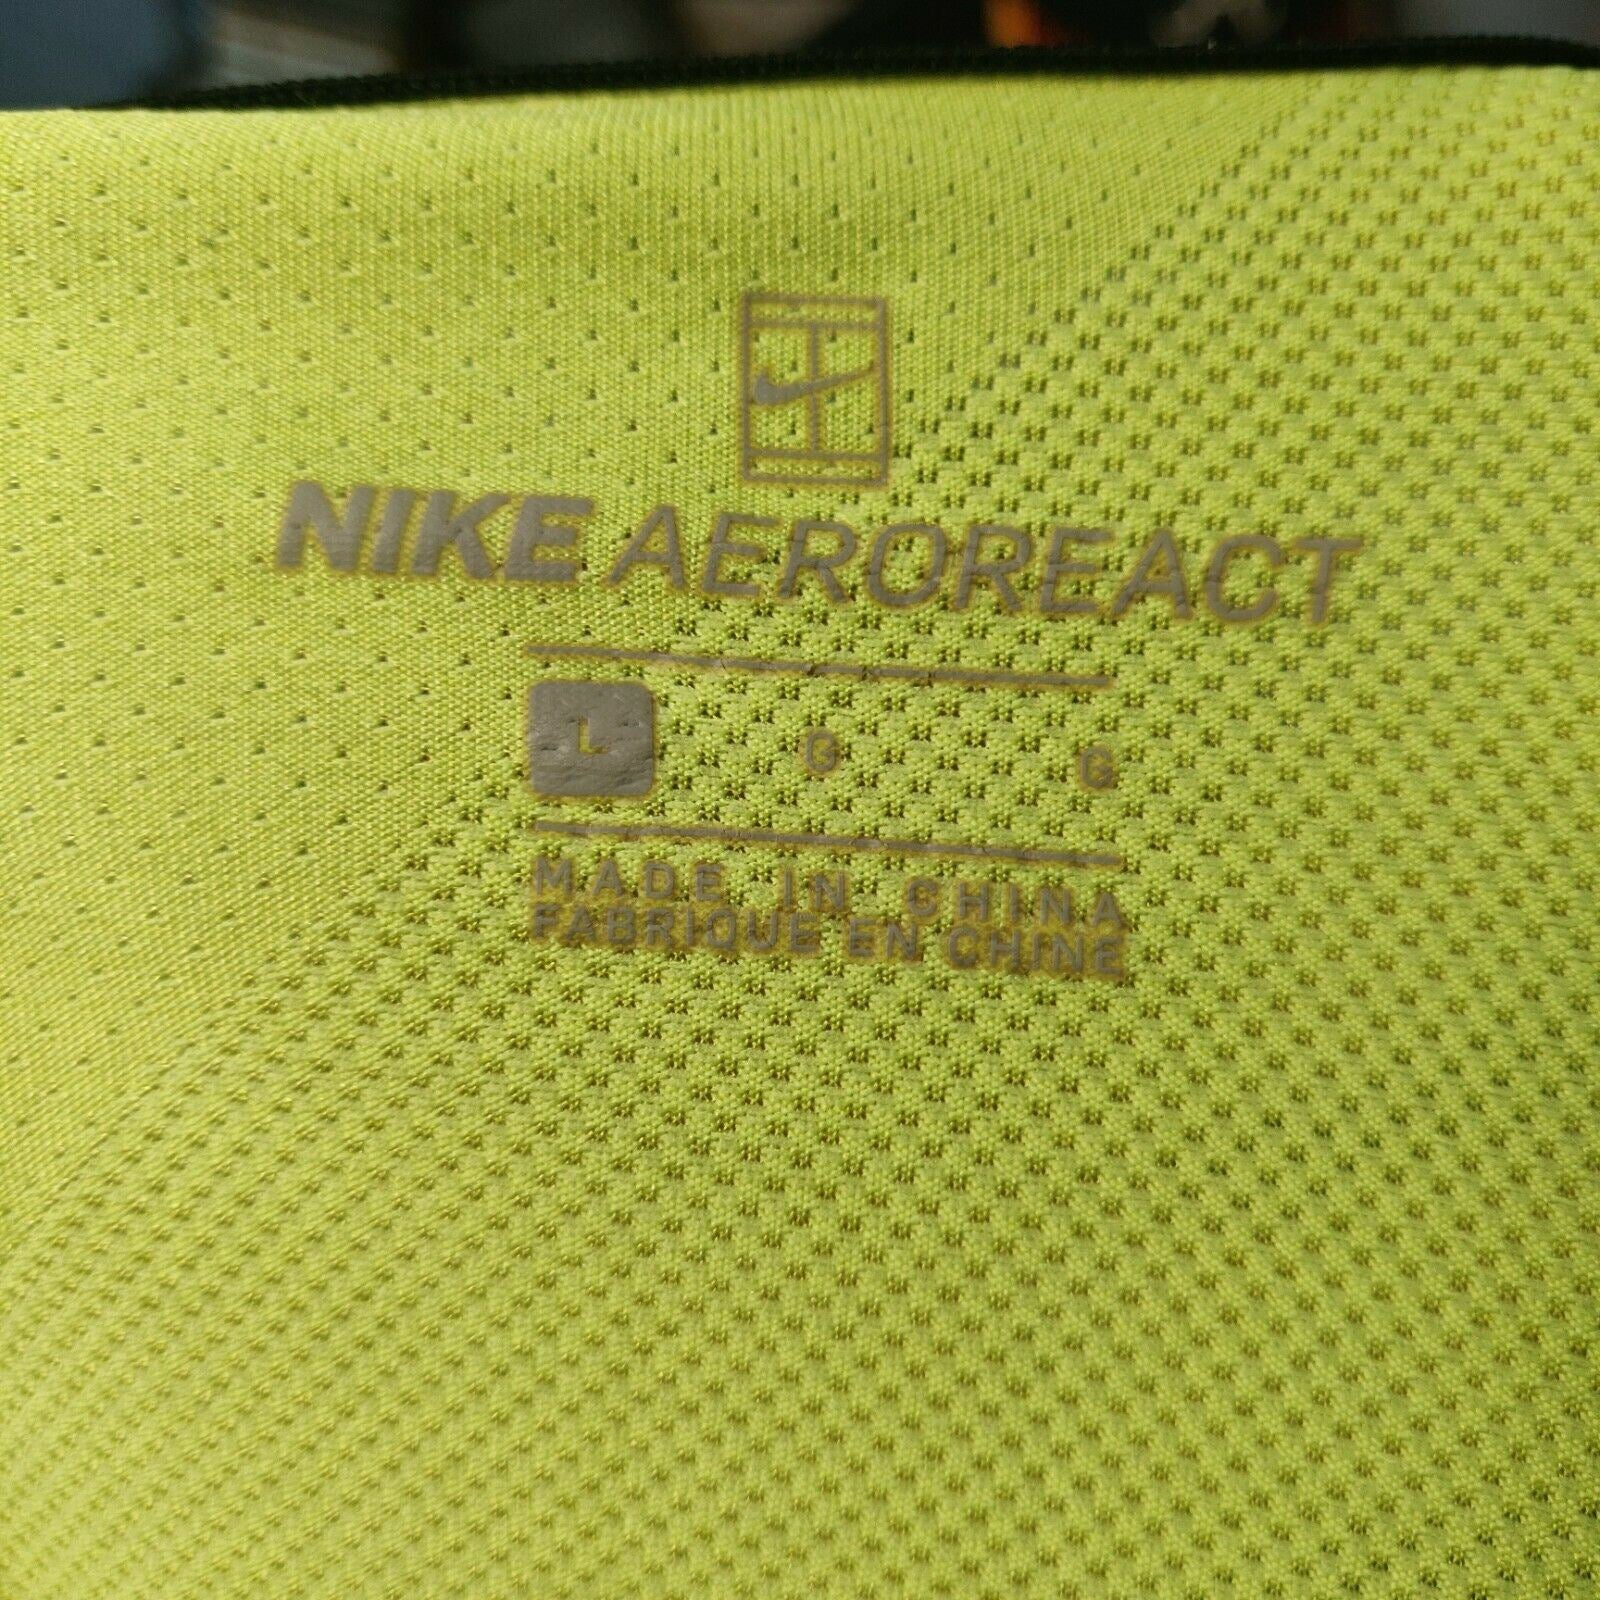 NIKE AEROREACT
L G G
MADE IN CHINA
FABRIQUE EN CHINE